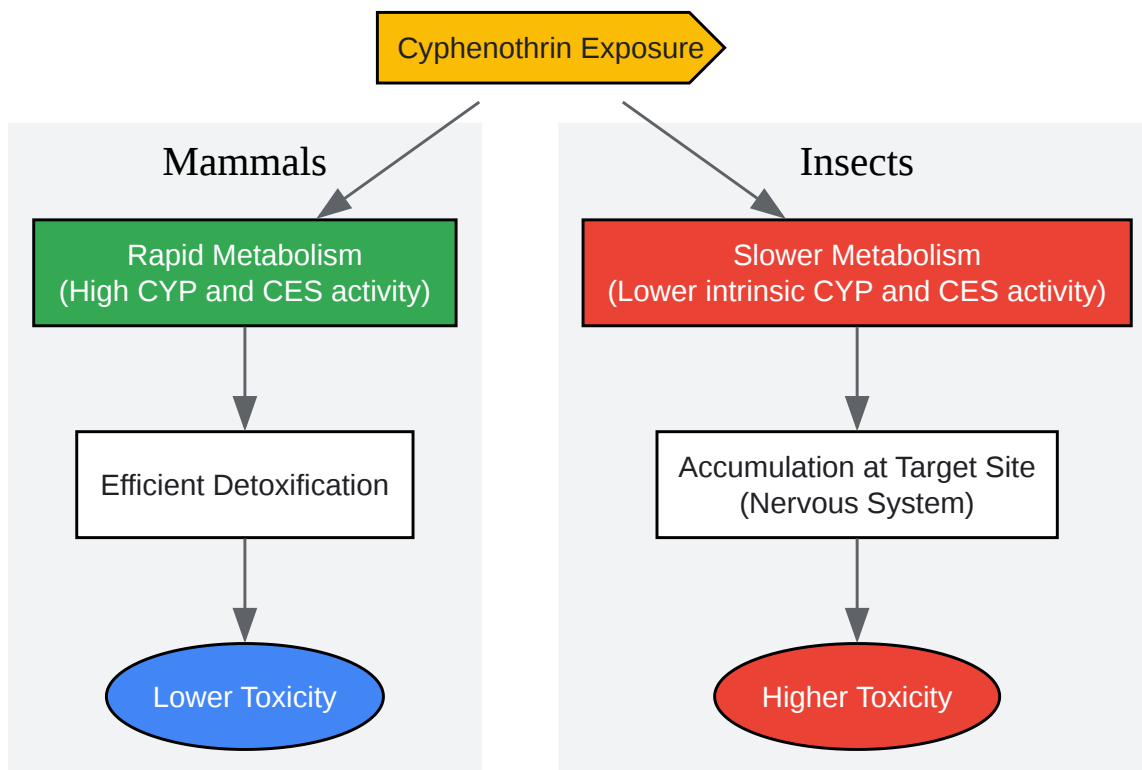 Cyphenothrin Exposure
Mammals
Rapid Metabolism
(High CYP and CES activity)
Efficient Detoxification
Lower Toxicity
Insects
Slower Metabolism
(Lower intrinsic CYP and CES activity)
Accumulation at Target Site
(Nervous System)
Higher Toxicity